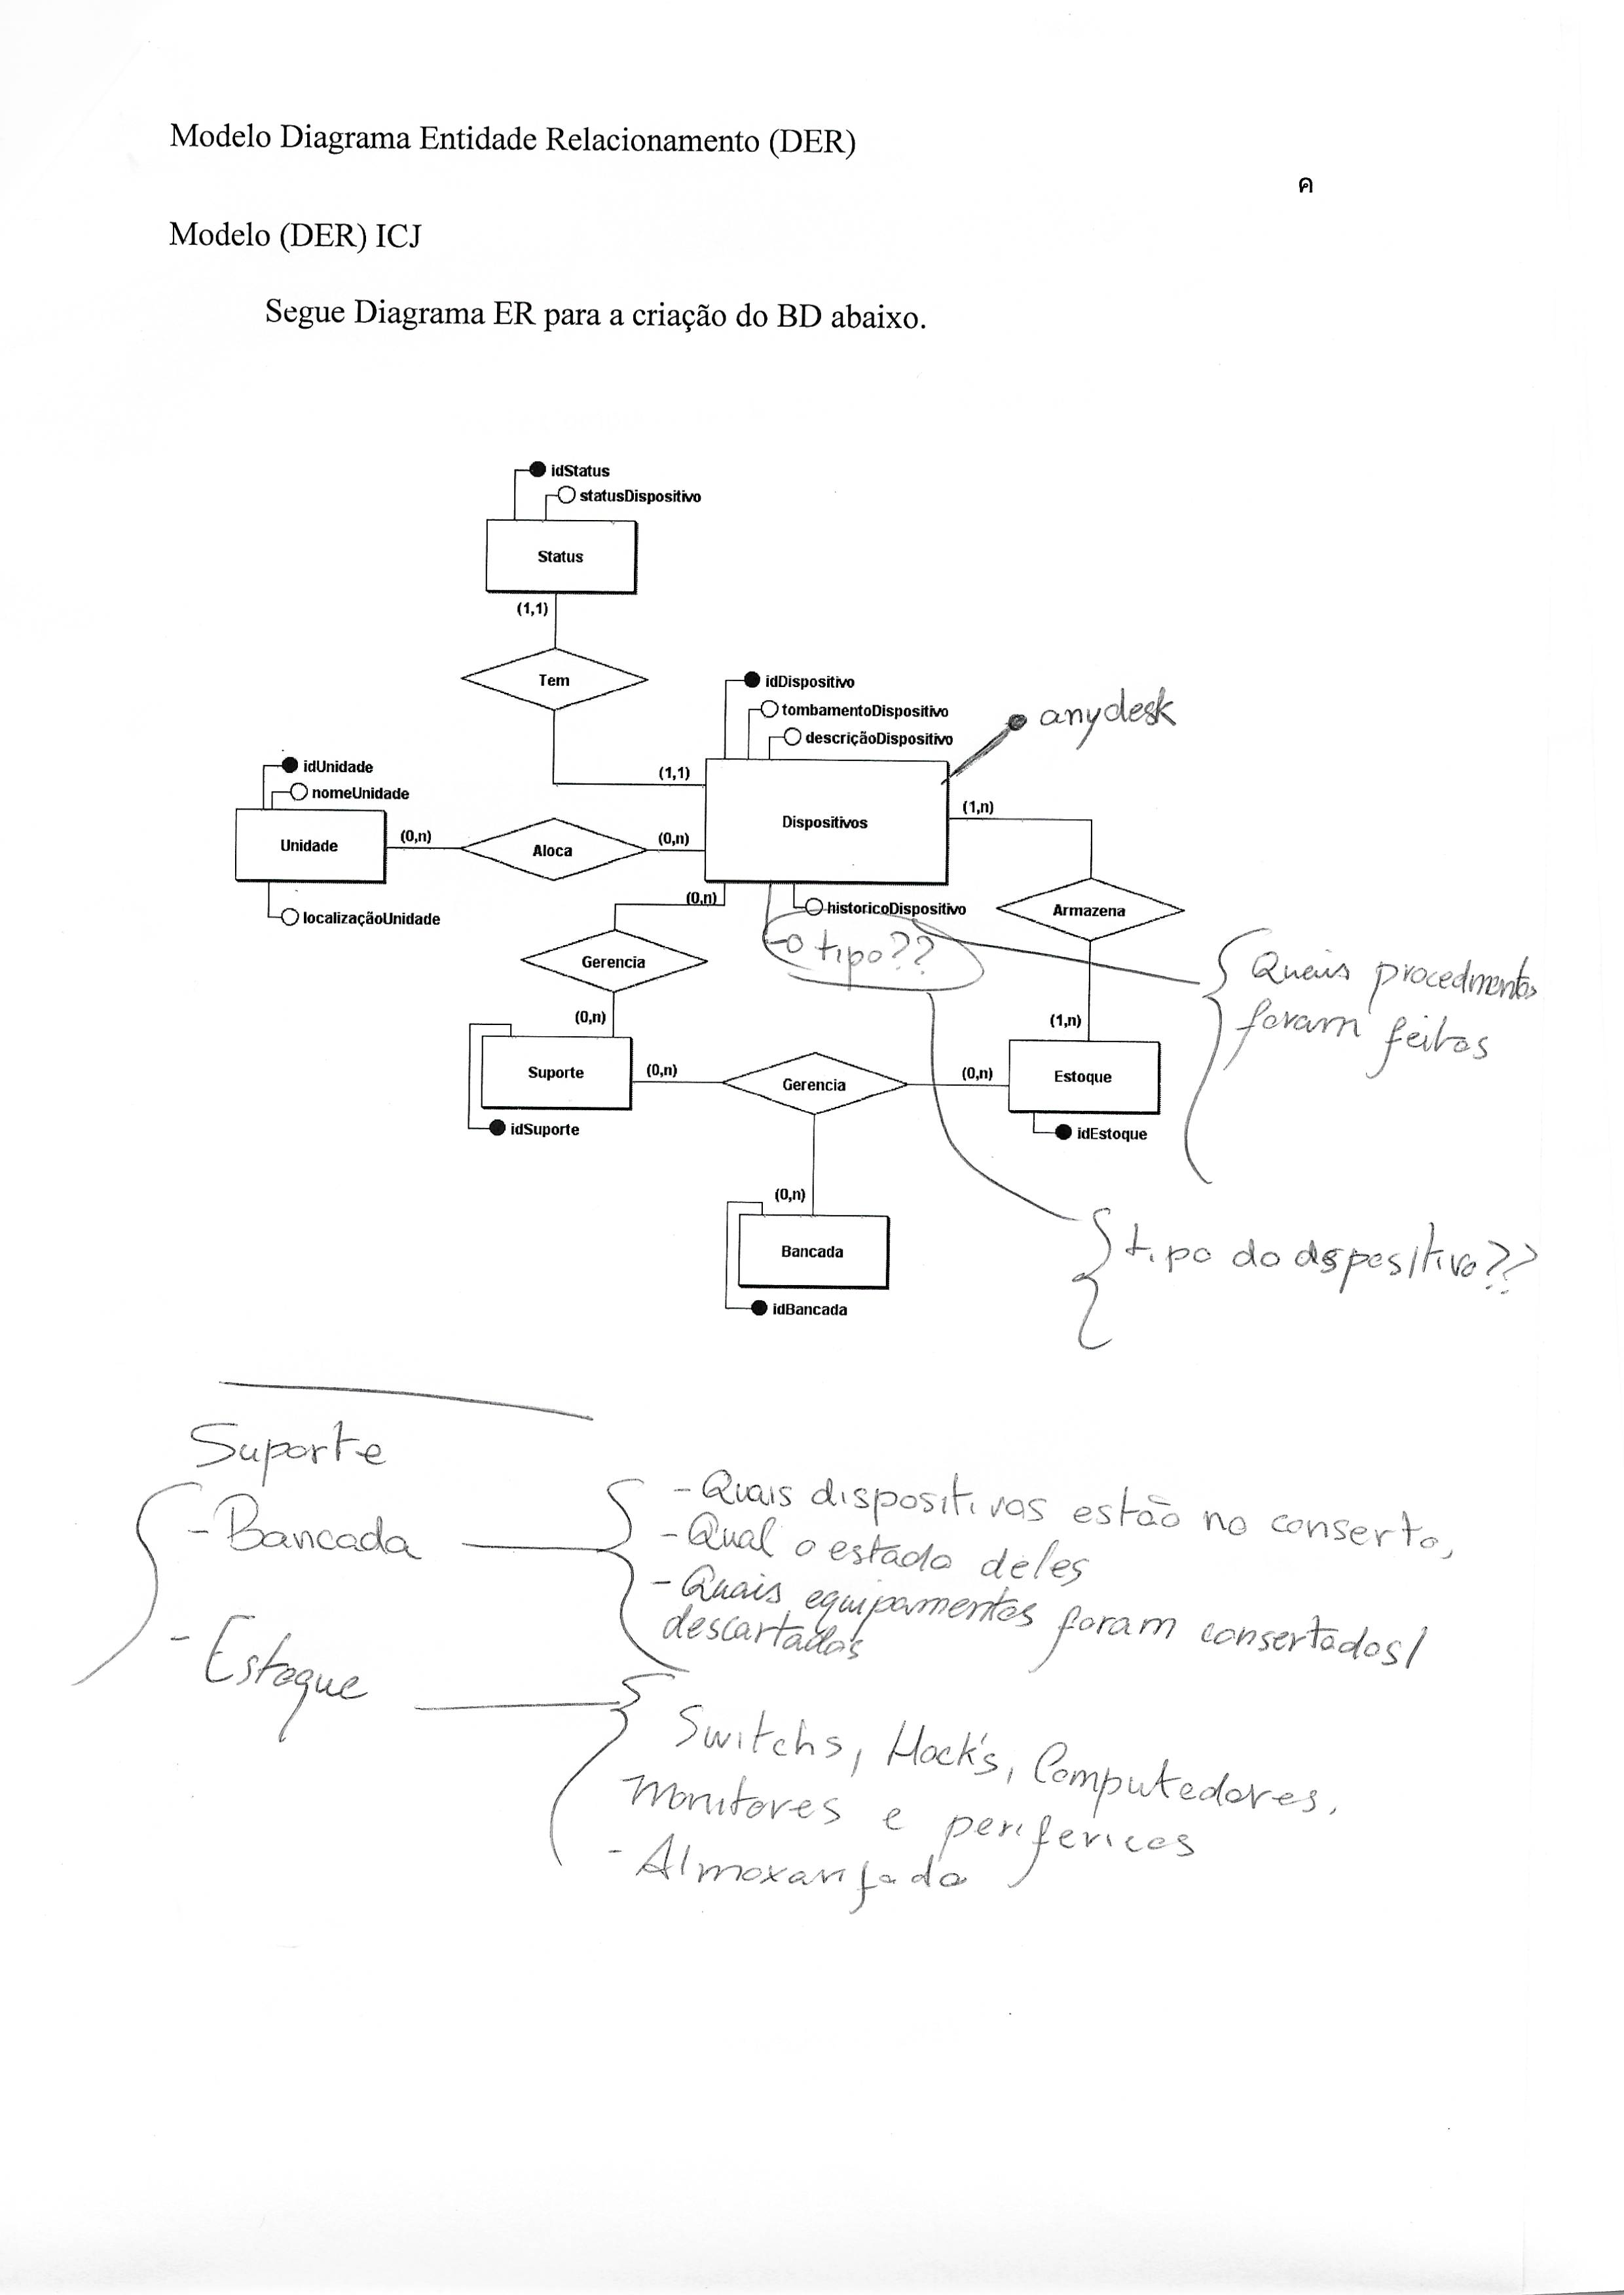 Modelo Diagrama Entidade Relacionamento (DER)
ค
Modelo (DER) ICJ
Segue Diagrama ER para a criação do BD abaixo.
idStatus
statusDispositivo
Status
(1,1)
Tem
idDispositivo
tombamentoDispositivo
descriçãoDispositivo
anydesk
(1,1)
idUnidade
nomeUnidade
Unidade
(0,n)
Aloca
(0,n)
Dispositivos
(1,n)
localizaçãoUnidade
(0,n)
historicoDispositivo
Armazena
tipo??
Gerencia
Quais procedimentos
foram feitos
(0,n)
(1,n)
Suporte
(0,n)
Gerencia
(0,n)
Estoque
idSuporte
idEstoque
(0,n)
Bancada
tipo do dispositivo??
idBancada
Suporte
- Bancada
- Quais dispositivos estão no conserto,
- Qual o estado deles
- Quais equipamentos foram consertados/
descartados
- Estoque
Switchs, , Computadores,
Monitores e perifericos
- Almoxarifado